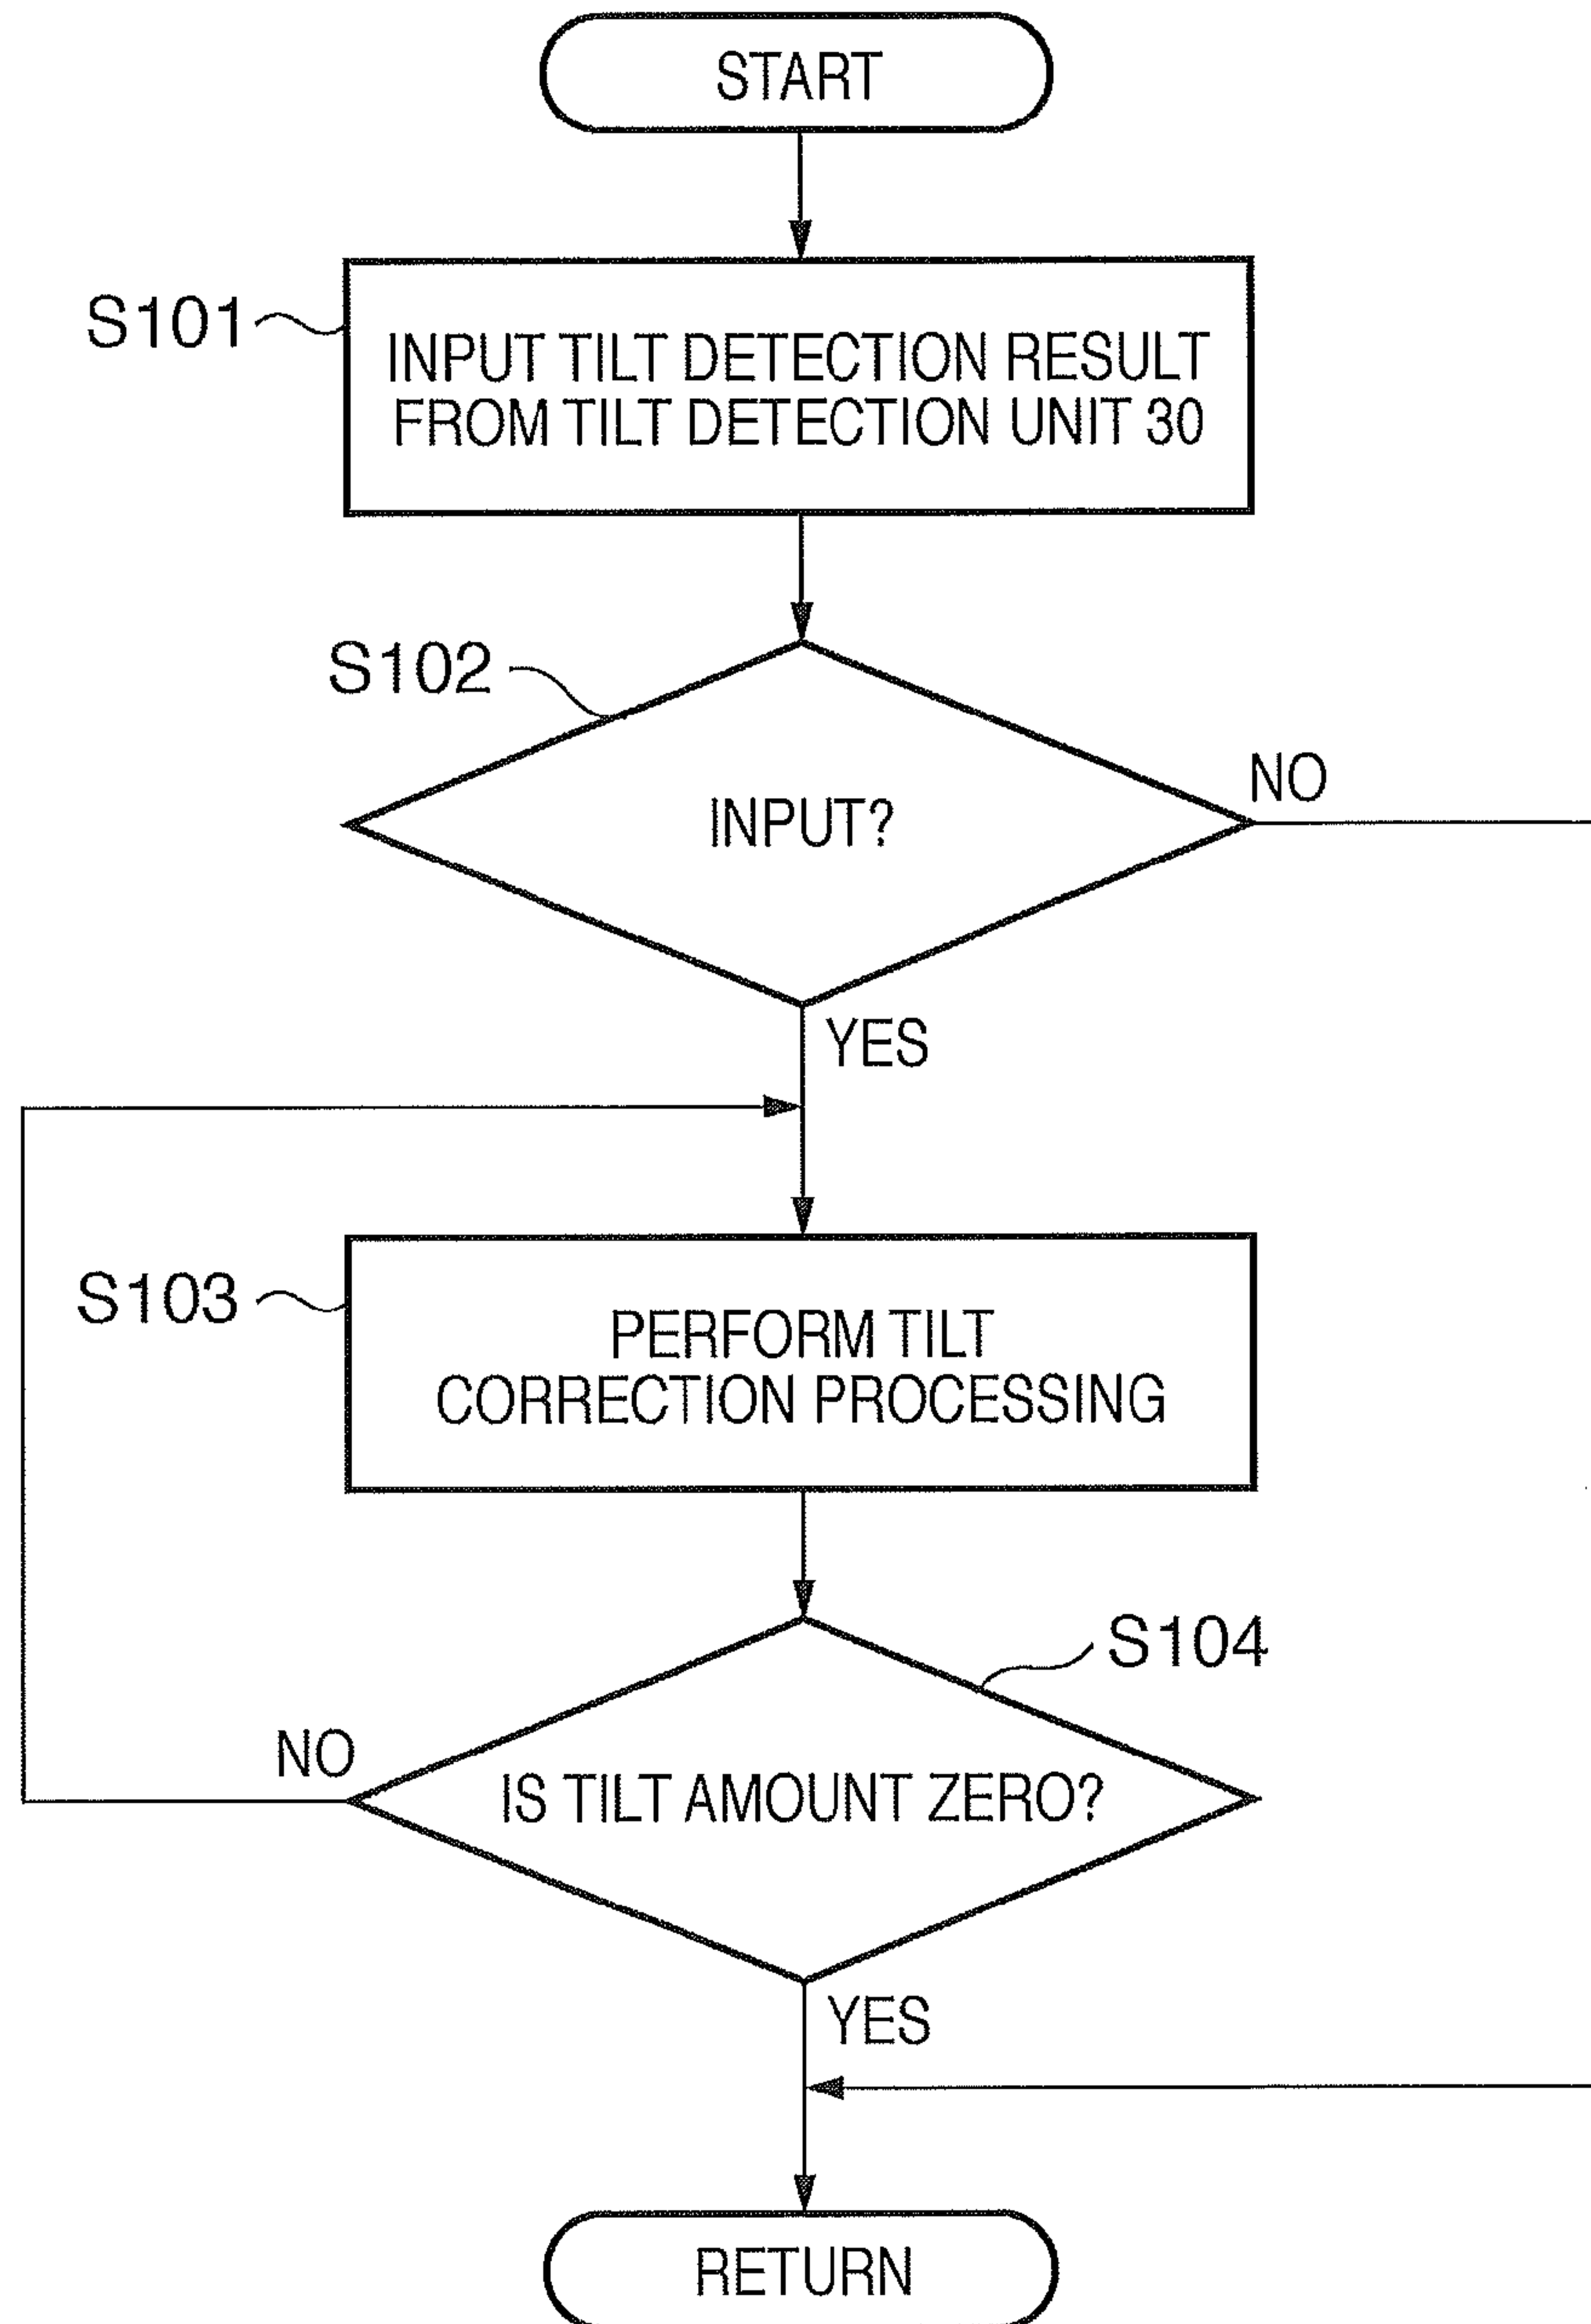 START
S101
INPUT TILT DETECTION RESULT
FROM TILT DETECTION UNIT 30
S102
INPUT?
NO
YES
S103
PERFORM TILT
CORRECTION PROCESSING
S104
NO
IS TILT AMOUNT ZERO?
YES
RETURN